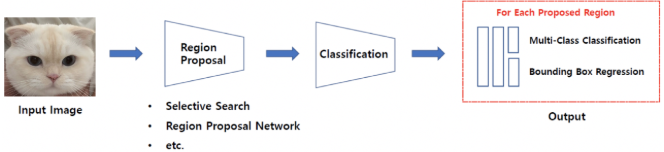 For Each Proposed Region
Region
Proposal
Classification
Multi-Class Classification
Bounding Box Regression
Input Image
• Selective Search
• Region Proposal Network
• etc.
Output